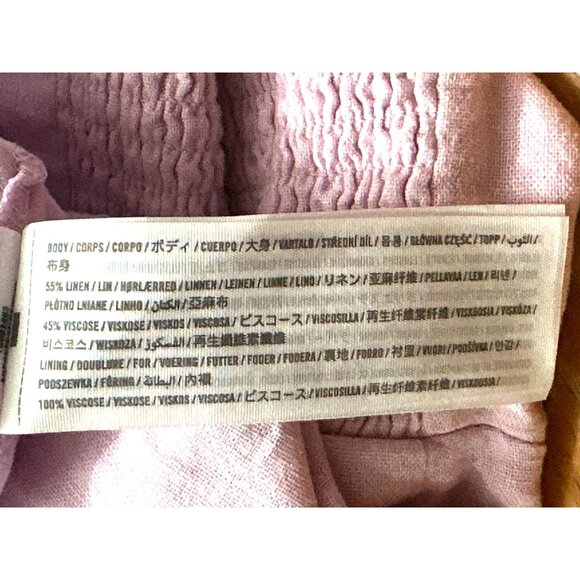 BODY / CORPS / CORPO / ボディ / CUERPO / 大身 / VARTALO / STŘEDNÍ DÍL / 몸통 / GŁÓWNA CZĘŚĆ / TOPP / الثوب /
布身
55% LINEN / LIN / HØRLÆRRED / LINNEN / LEINEN / LINNE / LINO / リネン / 亚麻纤维 / PELLAVAA / LEN / 리넨 /
PŁÓTNO LNIANE / LINHO / الكتان / 亞麻布
45% VISCOSE / VISKOSE / VISKOS / VISCOSA / ビスコース / VISCOSILLA / 再生纤维素纤维 / VISKOOSIA / VISKÓZA /
비스코스 / WISKOZA / الفسكوز / 再生纖維素纖維
LINING / DOUBLURE / FOR / VOERING / FUTTER / FODER / FODERA / 裏地 / FORRO / 衬里 / VUORI / PODŠÍVKA / 안감 /
PODSZEWKA / FÔRING / البطانة / 內襯
100% VISCOSE / VISKOSE / VISKOS / VISCOSA / ビスコース / VISCOSILLA / 再生纤维素纤维 / VISKOOSIA /